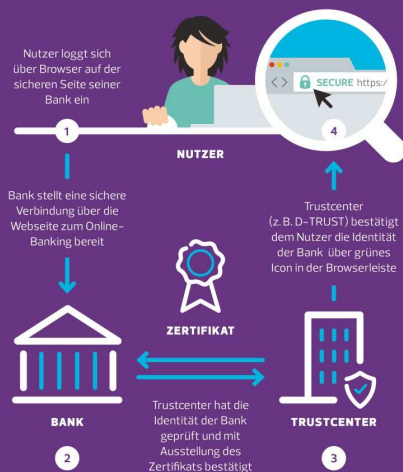 Nutzer loggt sich
über Browser auf der
sicheren Seite seiner
Bank ein
SECURE https:/
1
4
NUTZER
Bank stellt eine sichere
Verbindung über die
Webseite zum Online-
Banking bereit
Trustcenter
(z. B. D-TRUST) bestätigt
dem Nutzer die Identität
der Bank über grünes
Icon in der Browserleiste
ZERTIFIKAT
BANK
Trustcenter hat die
Identität der Bank
geprüft und mit
Ausstellung des
Zertifikats bestätigt
TRUSTCENTER
2
3